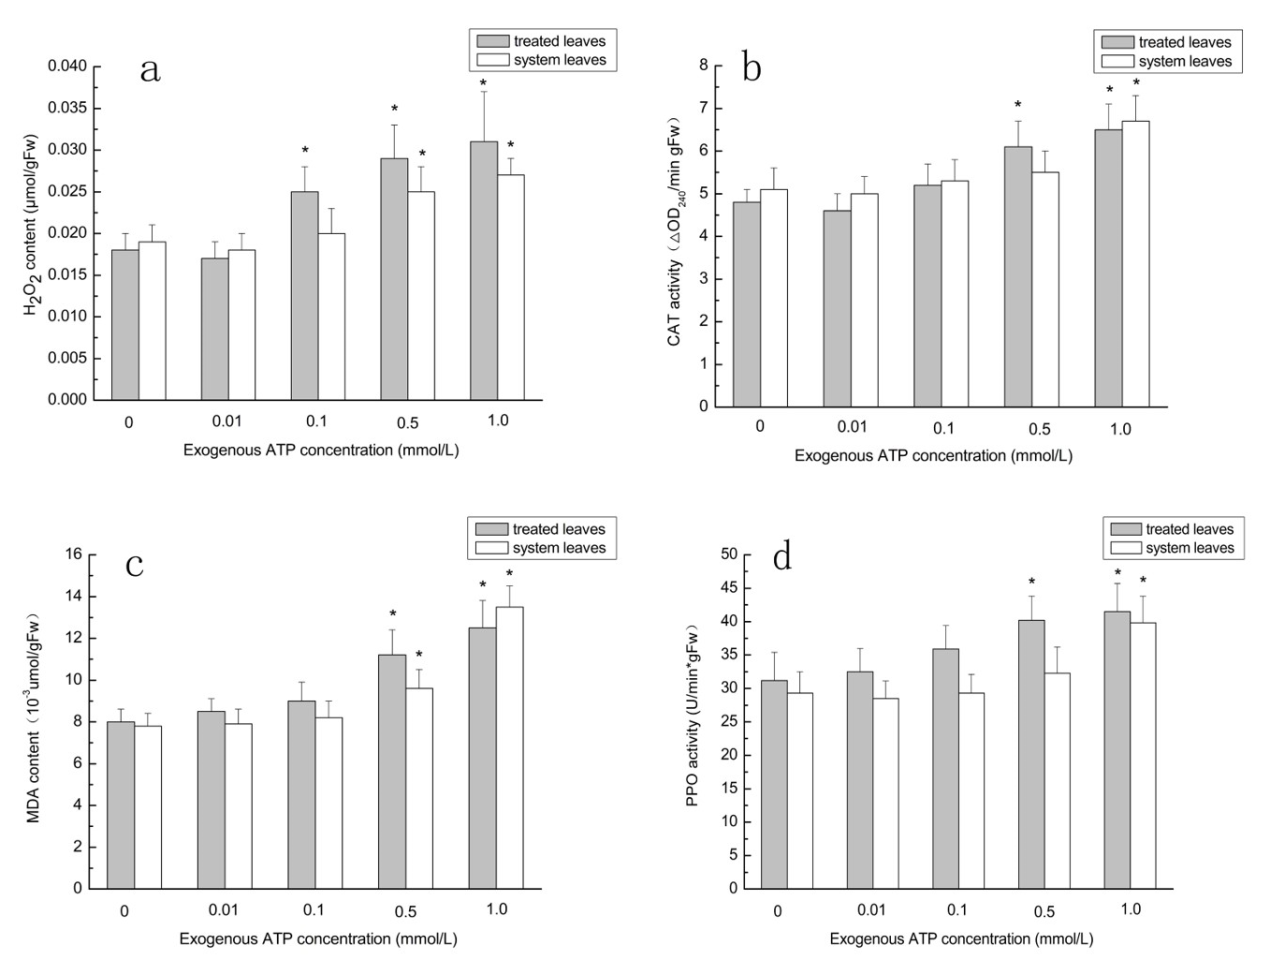 treated leaves
system leaves
a
0.040
0.035
0.030
0.025
0.020
0.015
0.010
0.005
0.000
H2O2 content (μmol/gFw)
* * * * *
0 0.01 0.1 0.5 1.0
Exogenous ATP concentration (mmol/L)
treated leaves
system leaves
b
8
7
6
5
4
3
2
1
0
CAT activity（△OD240/min gFw)
* * *
0 0.01 0.1 0.5 1.0
Exogenous ATP concentration (mmol/L)
treated leaves
system leaves
c
16
14
12
10
8
6
4
2
0
MDA content（10-3umol/gFw）
* * * *
0 0.01 0.1 0.5 1.0
Exogenous ATP concentration (mmol/L)
treated leaves
system leaves
d
50
45
40
35
30
25
20
15
10
5
0
PPO activity (U/min*gFw）
* * *
0 0.01 0.1 0.5 1.0
Exogenous ATP concentration (mmol/L)